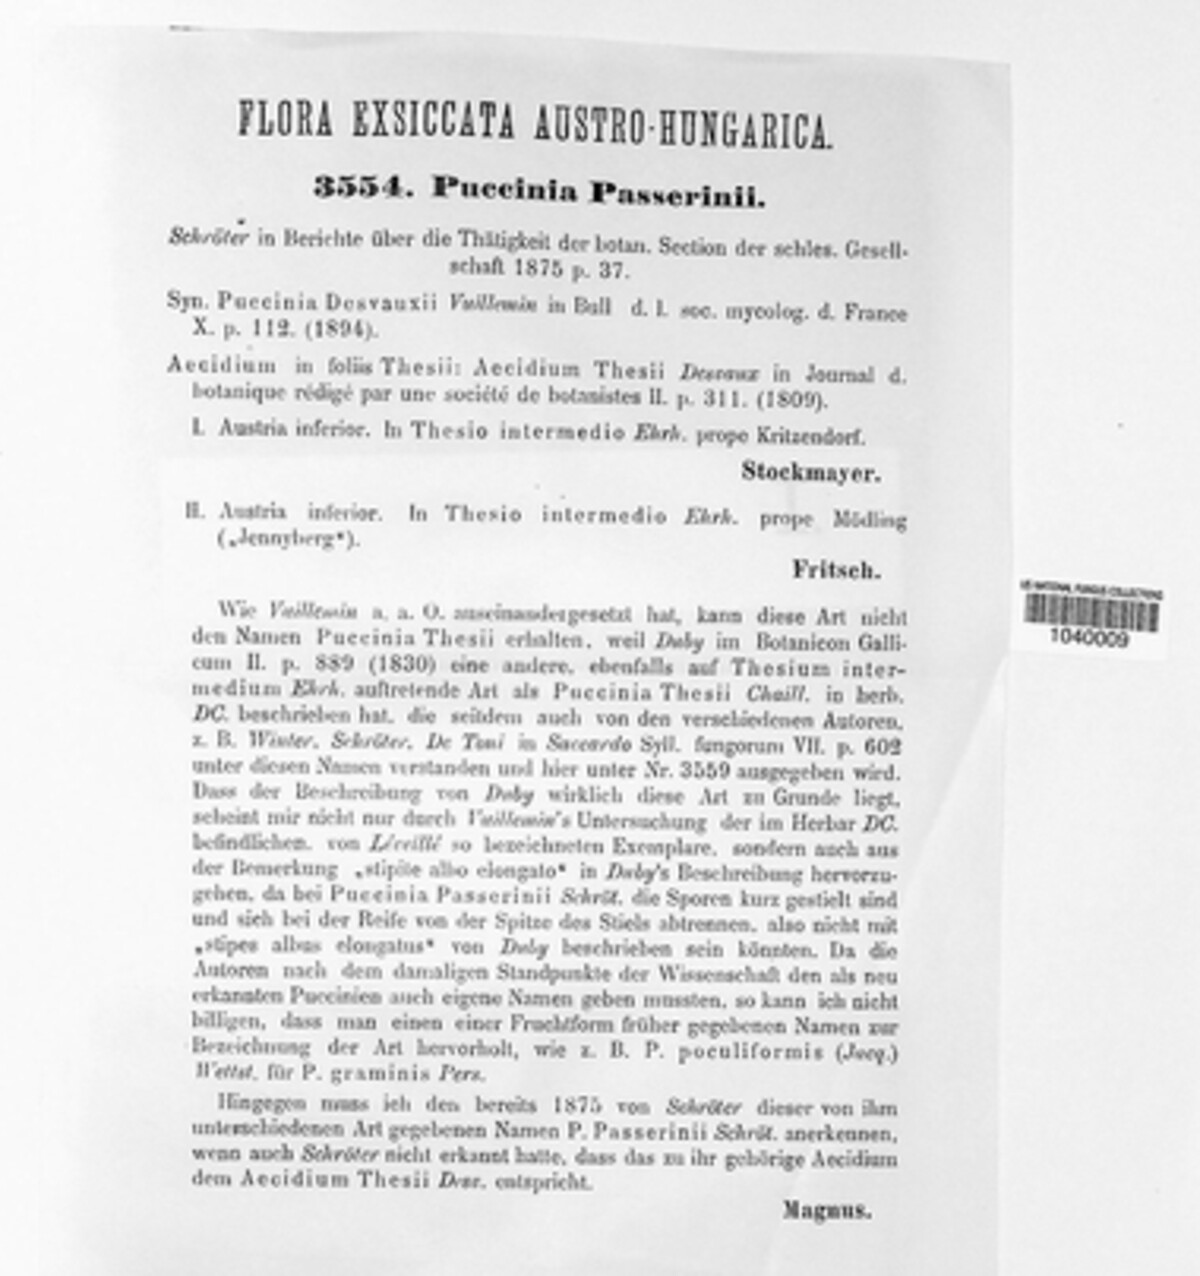 FLORA EXSICCATA AUSTRO-HUNGARICA.
3554. Puccinia Passerinii.
Schröter in Berichte über die Thätigkeit der botan. Section der schles. Gesell-
schaft 1875 p. 37.
Syn. Puccinia Desvauxii Vuillemin in Bull d. l. soc. mycolog. d. France
X. p. 112. (1894).
Aecidium in foliis Thesii: Aecidium Thesii Desvaux in Journal d.
botanique rédigé par une société de botanistes II. p. 311. (1809).
I. Austria inferior. In Thesio intermedio Ehrh. prope Kritzendorf.
Stockmayer.
II. Austria inferior. In Thesio intermedio Ehrh. prope Mödling
(„Jennyberg“).
Fritsch.
US NATIONAL FUNGUS COLLECTIONS
1040009
Wie Vuillemin a. a. O. auseinandergesetzt hat, kann diese Art nicht
den Namen Puccinia Thesii erhalten, weil Duby im Botanicon Galli-
cum II. p. 889 (1830) eine andere, ebenfalls auf Thesium inter-
medium Ehrh. auftretende Art als Puccinia Thesii Chaill. in herb.
DC. beschrieben hat, die seitdem auch von den verschiedenen Autoren,
z. B. Winter, Schröter, De Toni in Saccardo Syll. fungorum VII. p. 602
unter diesen Namen verstanden und hier unter Nr. 3559 ausgegeben wird.
Dass der Beschreibung von Duby wirklich diese Art zu Grunde liegt,
scheint mir nicht nur durch Vuillemin's Untersuchung der im Herbar DC.
befindlichen, von Léveillé so bezeichneten Exemplare, sondern auch aus
der Bemerkung „stipite albo elongato“ in Duby's Beschreibung hervorzu-
gehen, da bei Puccinia Passerinii Schröt. die Sporen kurz gestielt sind
und sich bei der Reife von der Spitze des Stiels abtrennen, also nicht mit
„stipes albus elongatus“ von Duby beschrieben sein könnten. Da die
Autoren nach dem damaligen Standpunkte der Wissenschaft den als neu
erkannten Puccinien auch eigene Namen geben mussten, so kann ich nicht
billigen, dass man einen einer Fruchtform früher gegebenen Namen zur
Bezeichnung der Art hervorholt, wie z. B. P. poculiformis (Jacq.)
Wettst. für P. graminis Pers.
Hingegen muss ich den bereits 1875 von Schröter dieser von ihm
unterschiedenen Art gegebenen Namen P. Passerinii Schröt. anerkennen,
wenn auch Schröter nicht erkannt hatte, dass das zu ihr gehörige Aecidium
dem Aecidium Thesii Desv. entspricht.
Magnus.